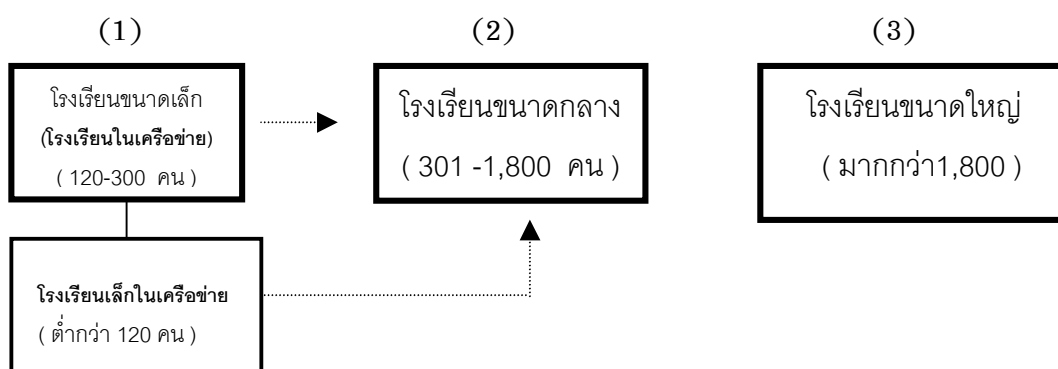 (1)
(2)
(3)
โรงเรียนขนาดเล็ก
(โรงเรียนในเครือข่าย)
( 120-300 คน )
โรงเรียนขนาดกลาง
( 301 -1,800 คน )
โรงเรียนขนาดใหญ่
( มากกว่า1,800 )
โรงเรียนเล็กในเครือข่าย
( ต่ำกว่า 120 คน )